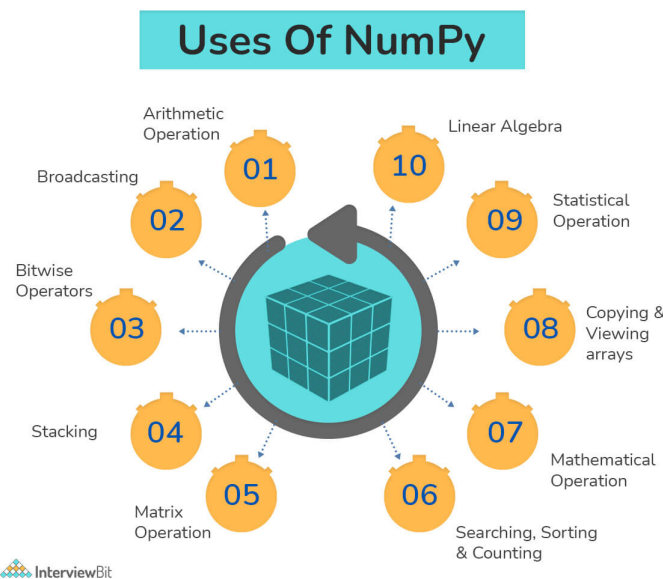 Uses Of NumPy
Arithmetic
Operation
01
Broadcasting
02
Bitwise
Operators
03
Stacking
04
Matrix
Operation
05
06
Searching, Sorting
& Counting
07
Mathematical
Operation
08
Copying &
Viewing
arrays
09
Statistical
Operation
10
Linear Algebra
InterviewBit